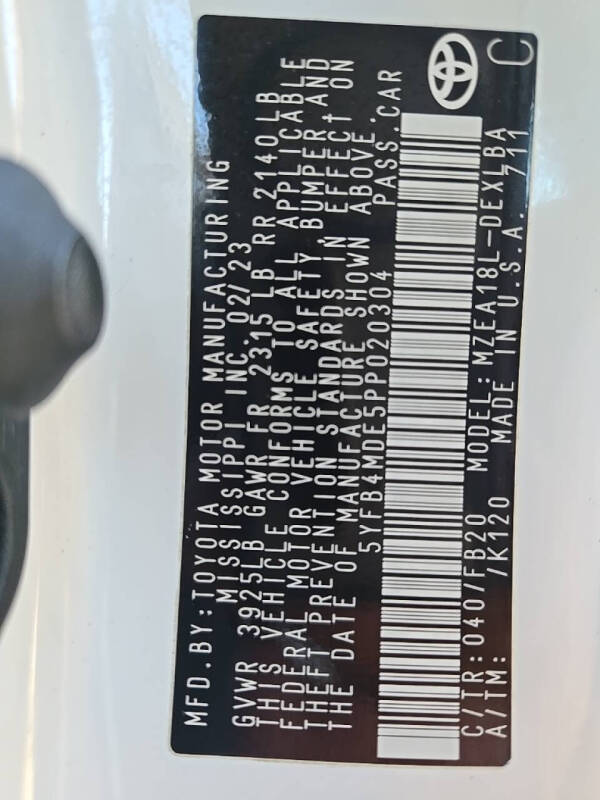 MFD.BY:TOYOTA MOTOR MANUFACTURING
MISSISSIPPI INC. 02/23
GVWR 3925LB GAWR FR 2315 LB RR 2140LB
THIS VEHICLE CONFORMS TO ALL APPLICABLE
FEDERAL MOTOR VEHICLE SAFETY BUMPER AND
THEFT PREVENTION STANDARDS IN EFFECT ON
THE DATE OF MANUFACTURE SHOWN ABOVE.
5YFB4MDE5PP020304 PASS.CAR
C/TR:040/FB20 MODEL:MZEA18L-DEXLBA
A/TM: /K120 MADE IN U.S.A. 711
C